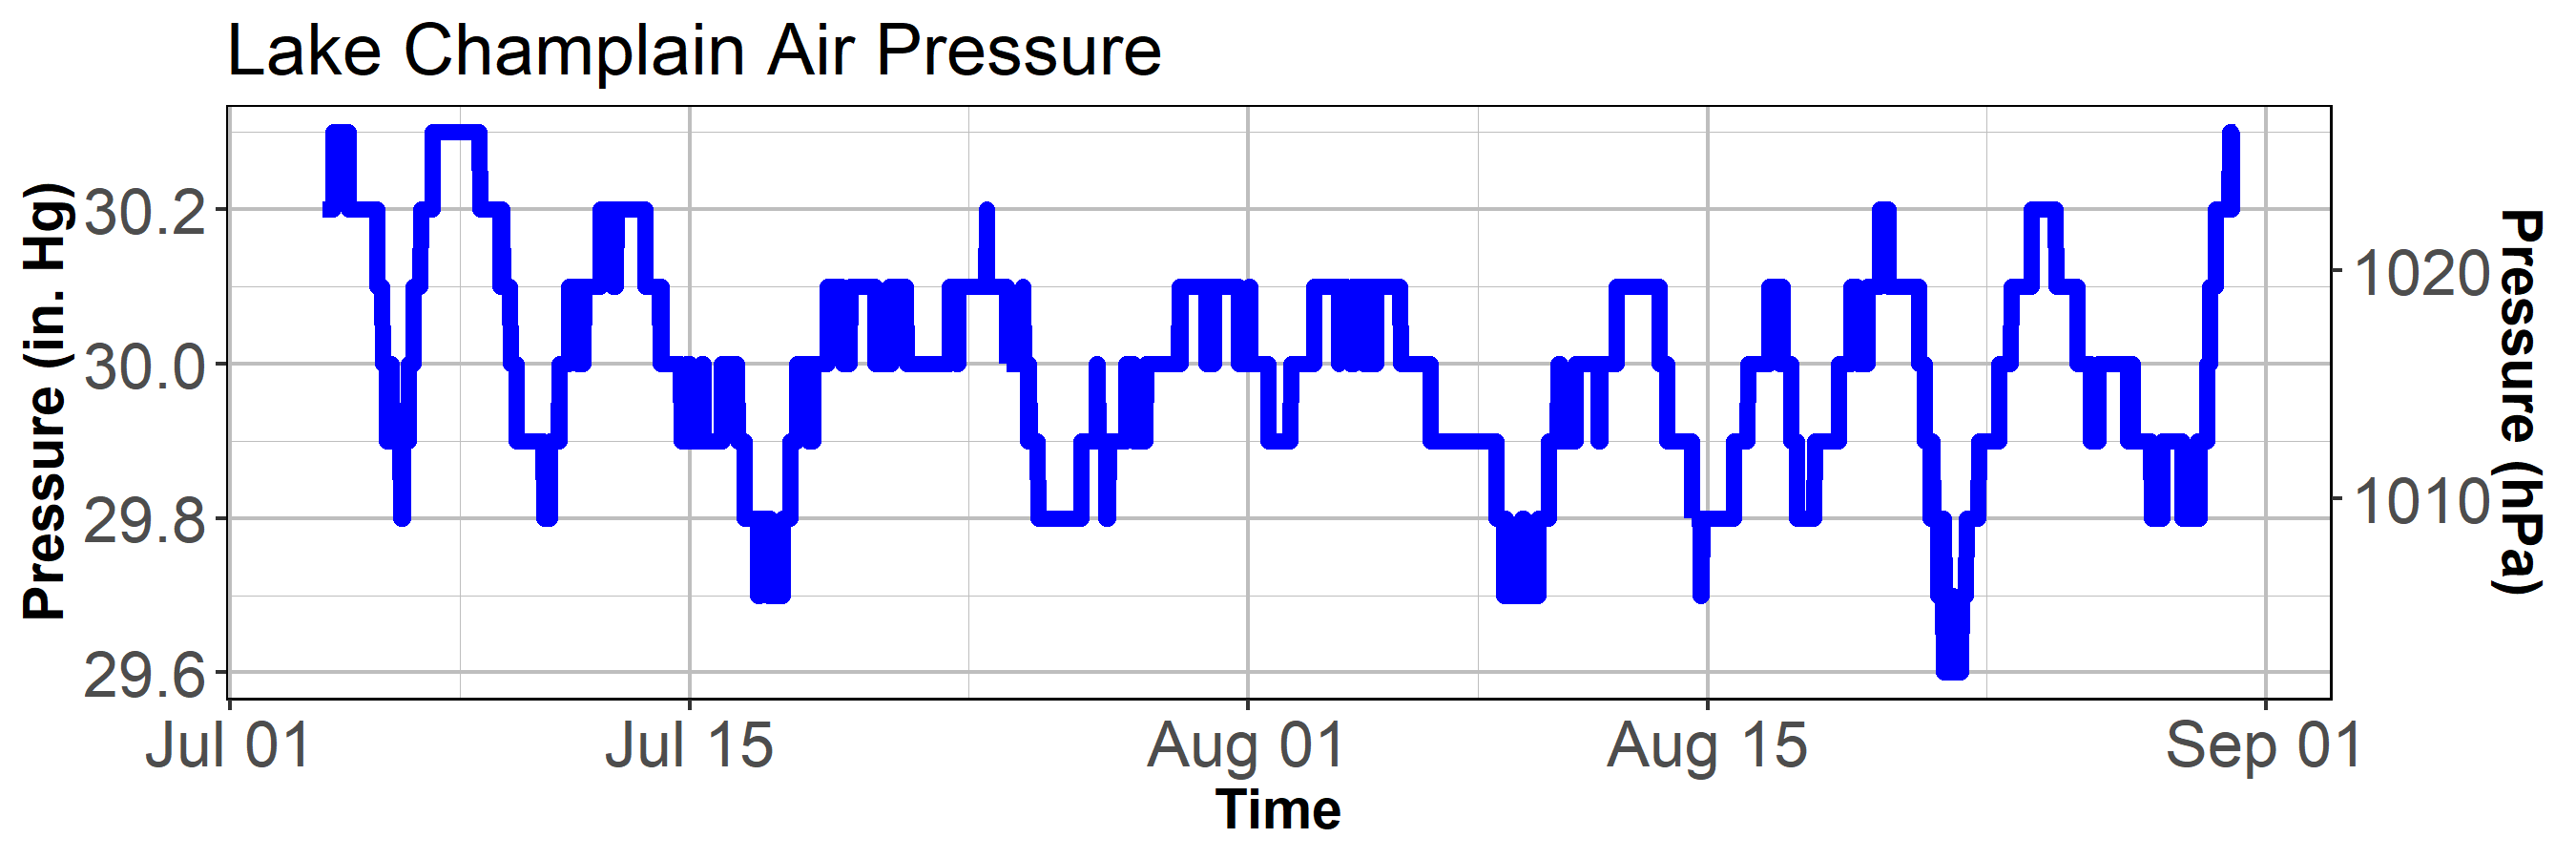 Lake Champlain Air Pressure
Pressure (in. Hg)
30.2
30.0
29.8
29.6
1020
1010
Pressure (hPa)
Jul 01 Jul 15 Aug 01 Aug 15 Sep 01
Time